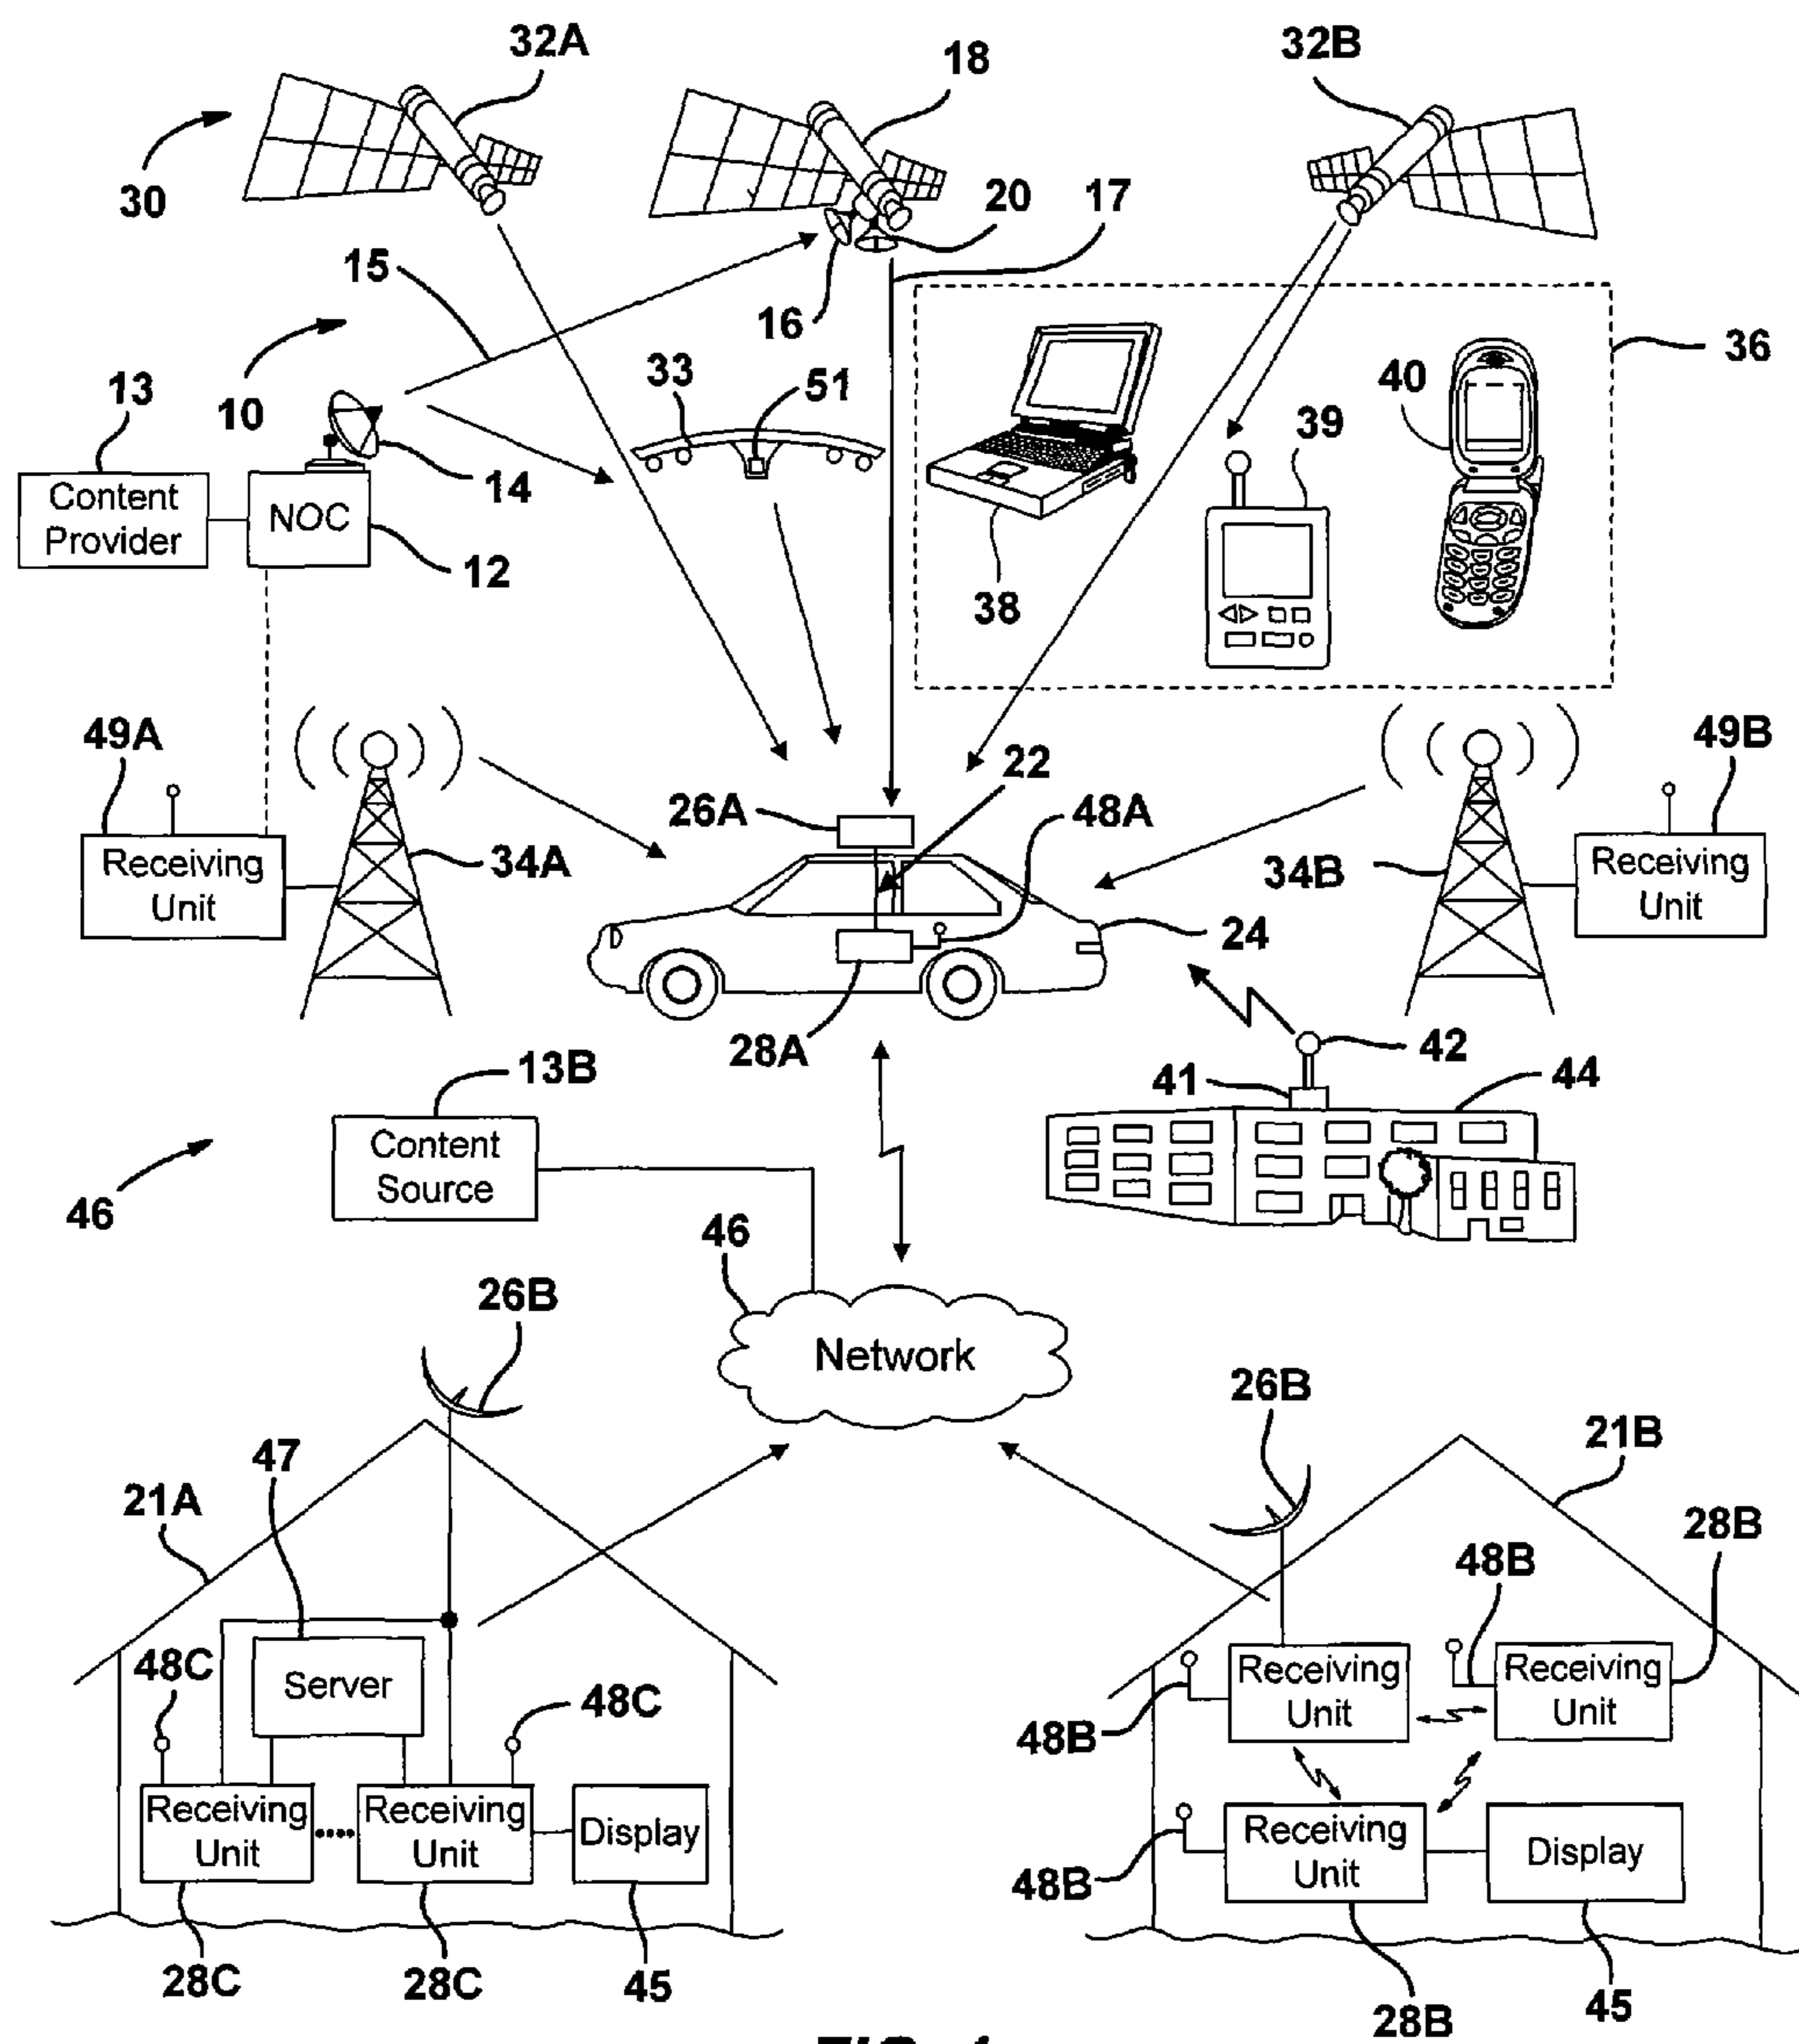 32A
18
32B
30
20
17
15
16
36
33
51
40
13
10
39
14
Content
Provider
NOC
12
38
49A
22
49B
26A
48A
Receiving
Unit
34A
34B
Receiving
Unit
24
28A
42
13B
41
44
Content
Source
46
46
26B
Network
26B
21B
47
21A
28B
48B
48C
Server
48C
Receiving
Unit
Receiving
Unit
48B
Receiving
Unit
Receiving
Unit
Display
Receiving
Unit
Display
48B
28C
28C
45
28B
45